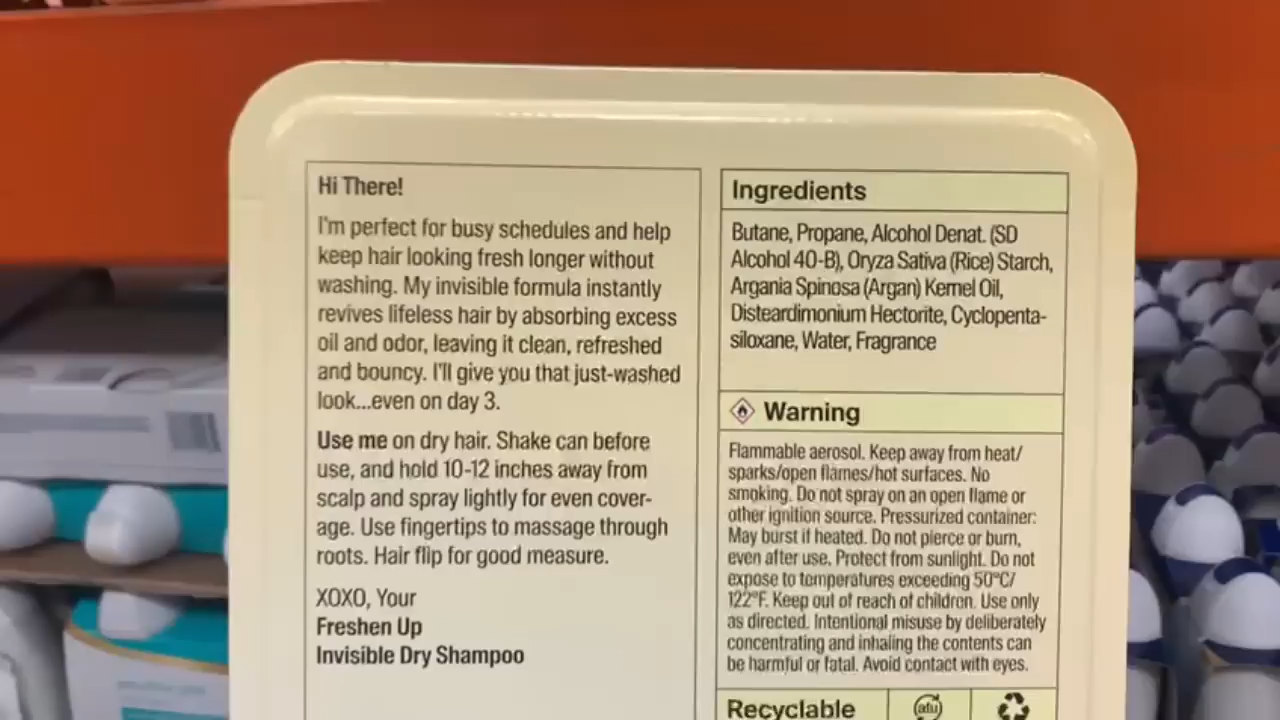 Hi There!
I'm perfect for busy schedules and help
keep hair looking fresh longer without
washing. My invisible formula instantly
revives lifeless hair by absorbing excess
oil and odor, leaving it clean, refreshed
and bouncy. I'll give you that just-washed
look...even on day 3.
Use me on dry hair. Shake can before
use, and hold 10-12 inches away from
scalp and spray lightly for even cover-
age. Use fingertips to massage through
roots. Hair flip for good measure.
XOXO, Your
Freshen Up
Invisible Dry Shampoo
Ingredients
Butane, Propane, Alcohol Denat. (SD
Alcohol 40-B), Oryza Sativa (Rice) Starch,
Argania Spinosa (Argan) Kernel Oil,
Disteardimonium Hectorite, Cyclopenta-
siloxane, Water, Fragrance
Warning
Flammable aerosol. Keep away from heat/
sparks/open flames/hot surfaces. No
smoking. Do not spray on an open flame or
other ignition source. Pressurized container:
May burst if heated. Do not pierce or burn,
even after use. Protect from sunlight. Do not
expose to temperatures exceeding 50°C/
122°F. Keep out of reach of children. Use only
as directed. Intentional misuse by deliberately
concentrating and inhaling the contents can
be harmful or fatal. Avoid contact with eyes.
Recyclable
alu